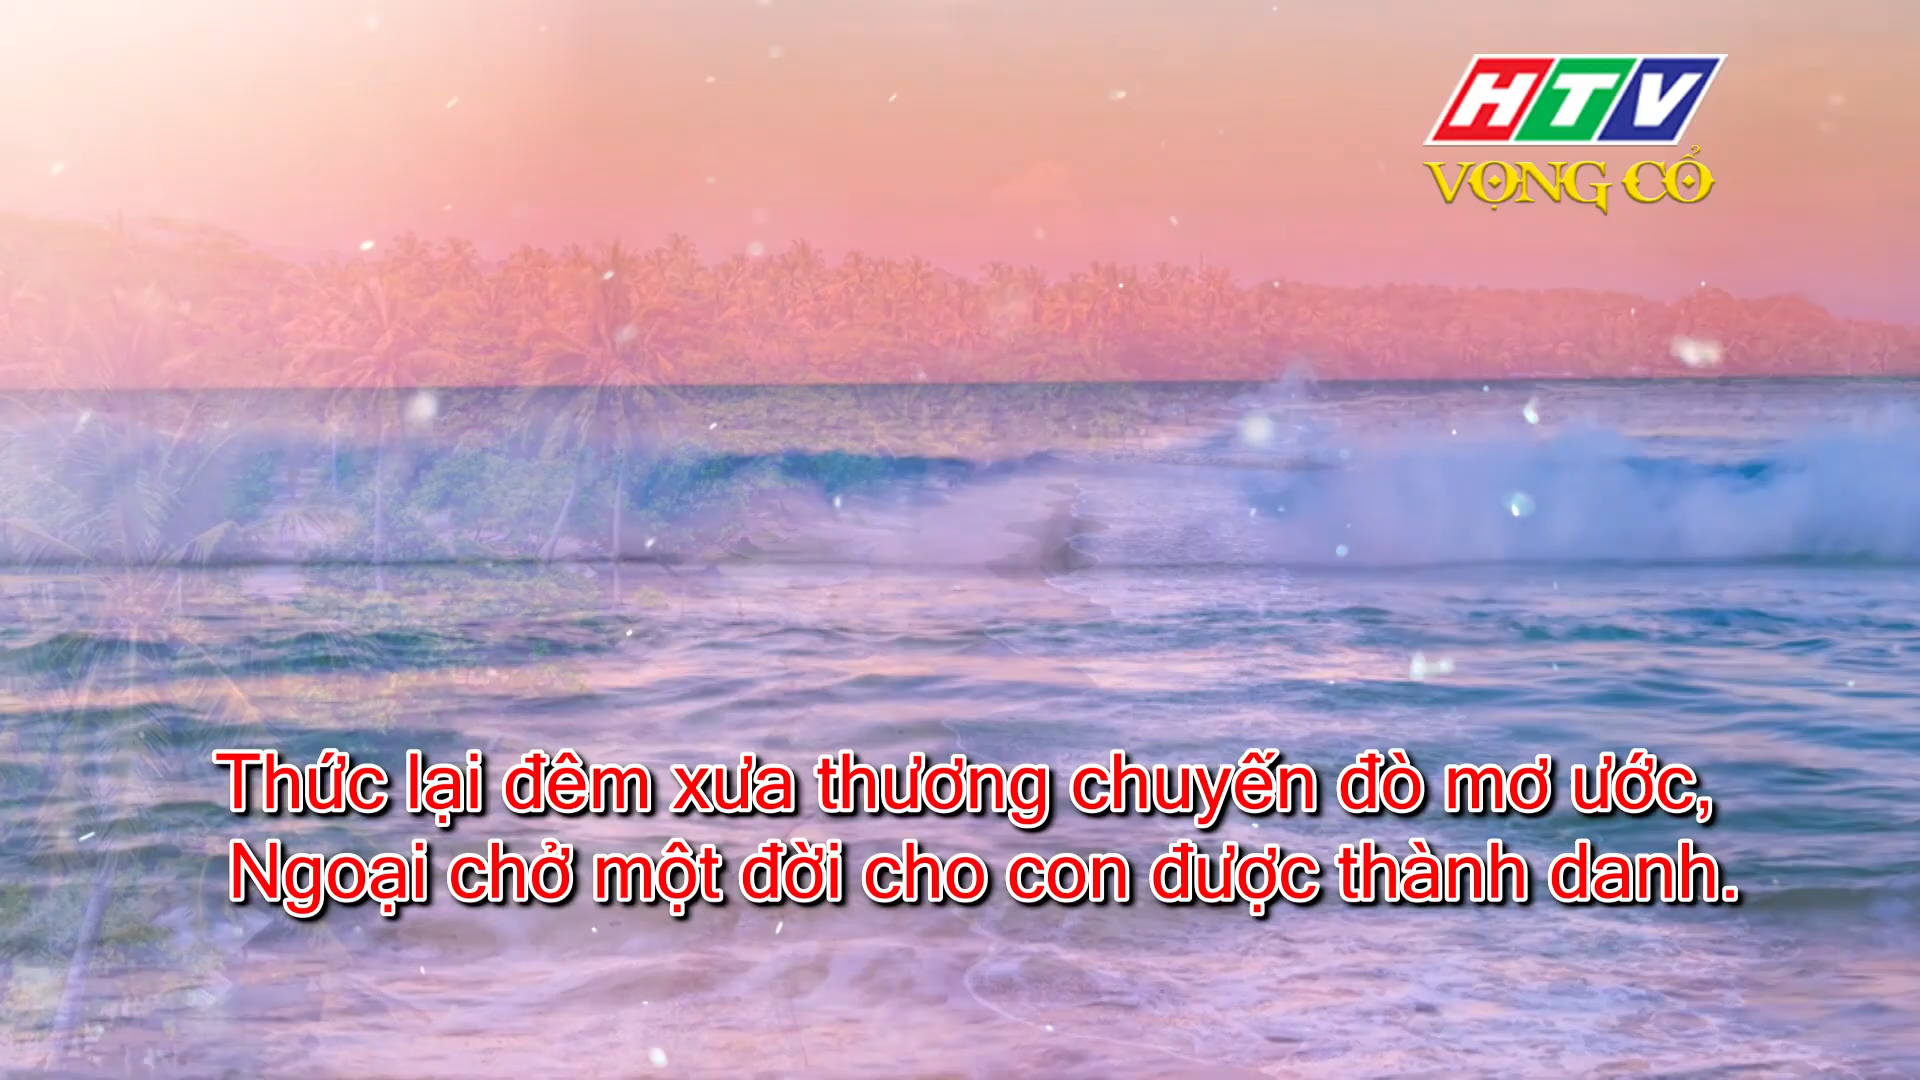 HTV
VỌNG CỔ
Thức lại đêm xưa thương chuyến đò mơ ước,
Ngoại chở một đời cho con được thành danh.